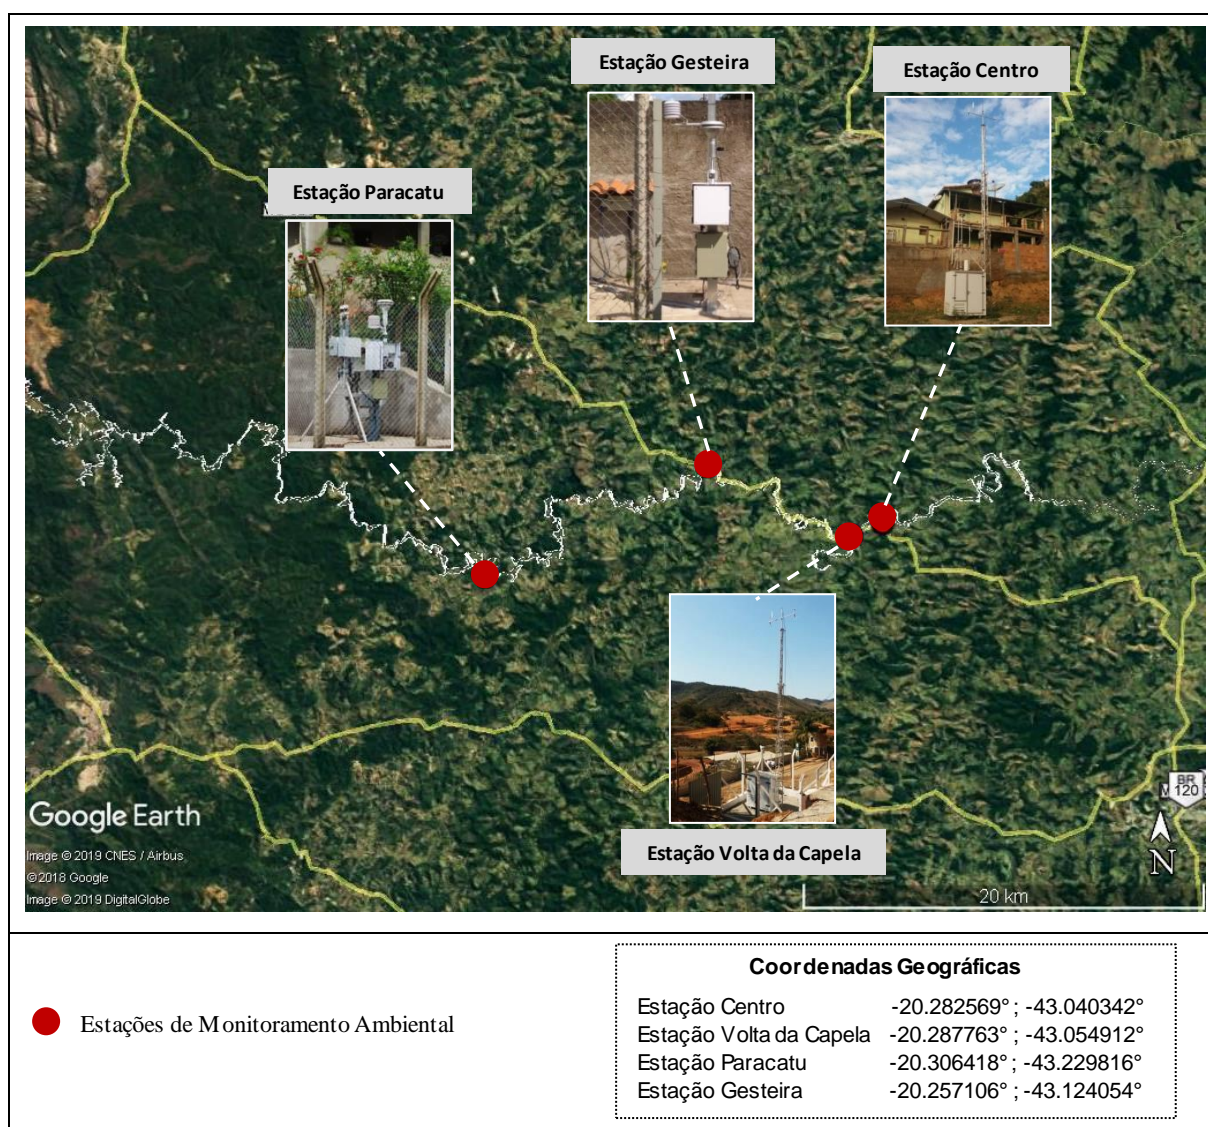 Estação Gesteira
Estação Centro
Estação Paracatu
Estação Volta da Capela
BR
120
N
20 km
Google Earth
Image © 2019 CNES / Airbus
©2018 Google
Image © 2019 DigitalGlobe
Estações de Monitoramento Ambiental
Coordenadas Geográficas
Estação Centro -20.282569° ; -43.040342°
Estação Volta da Capela -20.287763° ; -43.054912°
Estação Paracatu -20.306418° ; -43.229816°
Estação Gesteira -20.257106° ; -43.124054°